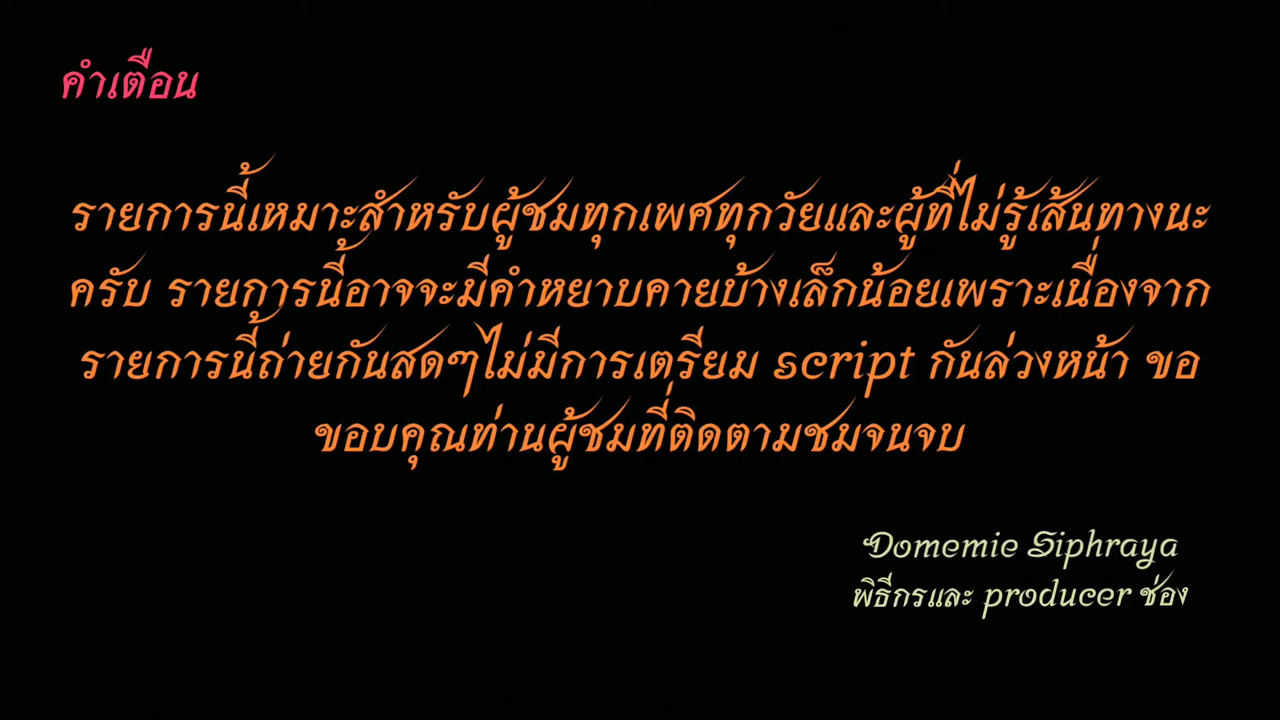 คำเตือน
รายการนี้เหมาะสำหรับผู้ชมทุกเพศทุกวัยและผู้ที่ไม่รู้เส้นทางนะ
ครับ รายการนี้อาจจะมีคำหยาบคายบ้างเล็กน้อยเพราะเนื่องจาก
รายการนี้ถ่ายกันสดๆไม่มีการเตรียม script กันล่วงหน้า ขอ
ขอบคุณท่านผู้ชมที่ติดตามชมจนจบ
Domemie Siphraya
พิธีกรและ producer ช่อง